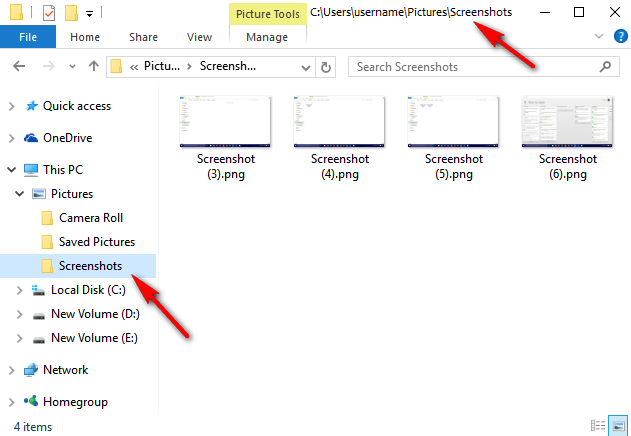 Picture Tools
C:\Users\username\Pictures\Screenshots
File
Home
Share
View
Manage
Pictu...
Screensh...
Search Screenshots
Quick access
OneDrive
This PC
Pictures
Camera Roll
Saved Pictures
Screenshots
Local Disk (C:)
New Volume (D:)
New Volume (E:)
Network
Homegroup
Screenshot
(3).png
Screenshot
(4).png
Screenshot
(5).png
Screenshot
(6).png
4 items